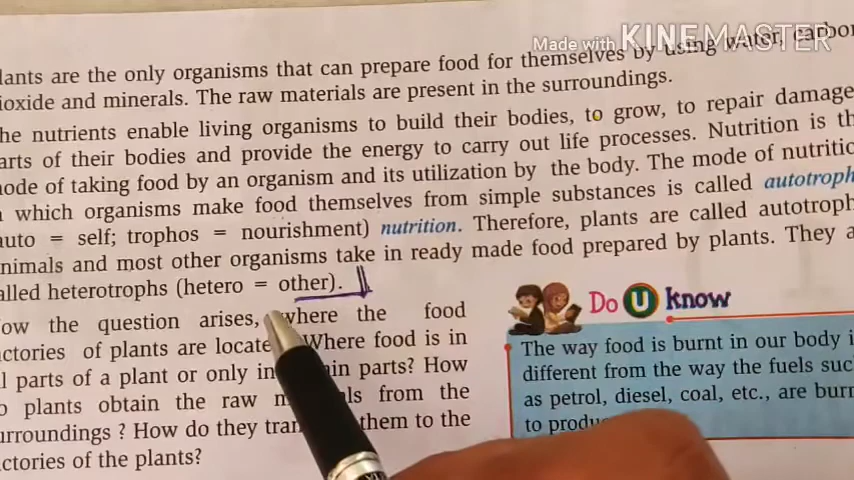 Made with KINEMASTER
lants are the only organisms that can prepare food for themselves by using water, carbon
ioxide and minerals. The raw materials are present in the surroundings.
he nutrients enable living organisms to build their bodies, to grow, to repair damage
arts of their bodies and provide the energy to carry out life processes. Nutrition is th
ode of taking food by an organism and its utilization by the body. The mode of nutritio
which organisms make food themselves from simple substances is called autotroph
uto = self; trophos = nourishment) nutrition. Therefore, plants are called autotroph
nimals and most other organisms take in ready made food prepared by plants. They a
alled heterotrophs (hetero = other).
ow the question arises, where the food
actories of plants are locate Where food is in
l parts of a plant or only in in parts? How
o plants obtain the raw m ls from the
urroundings ? How do they tran them to the
actories of the plants?
Do U know
The way food is burnt in our body i
different from the way the fuels suc
as petrol, diesel, coal, etc., are burn
to produ